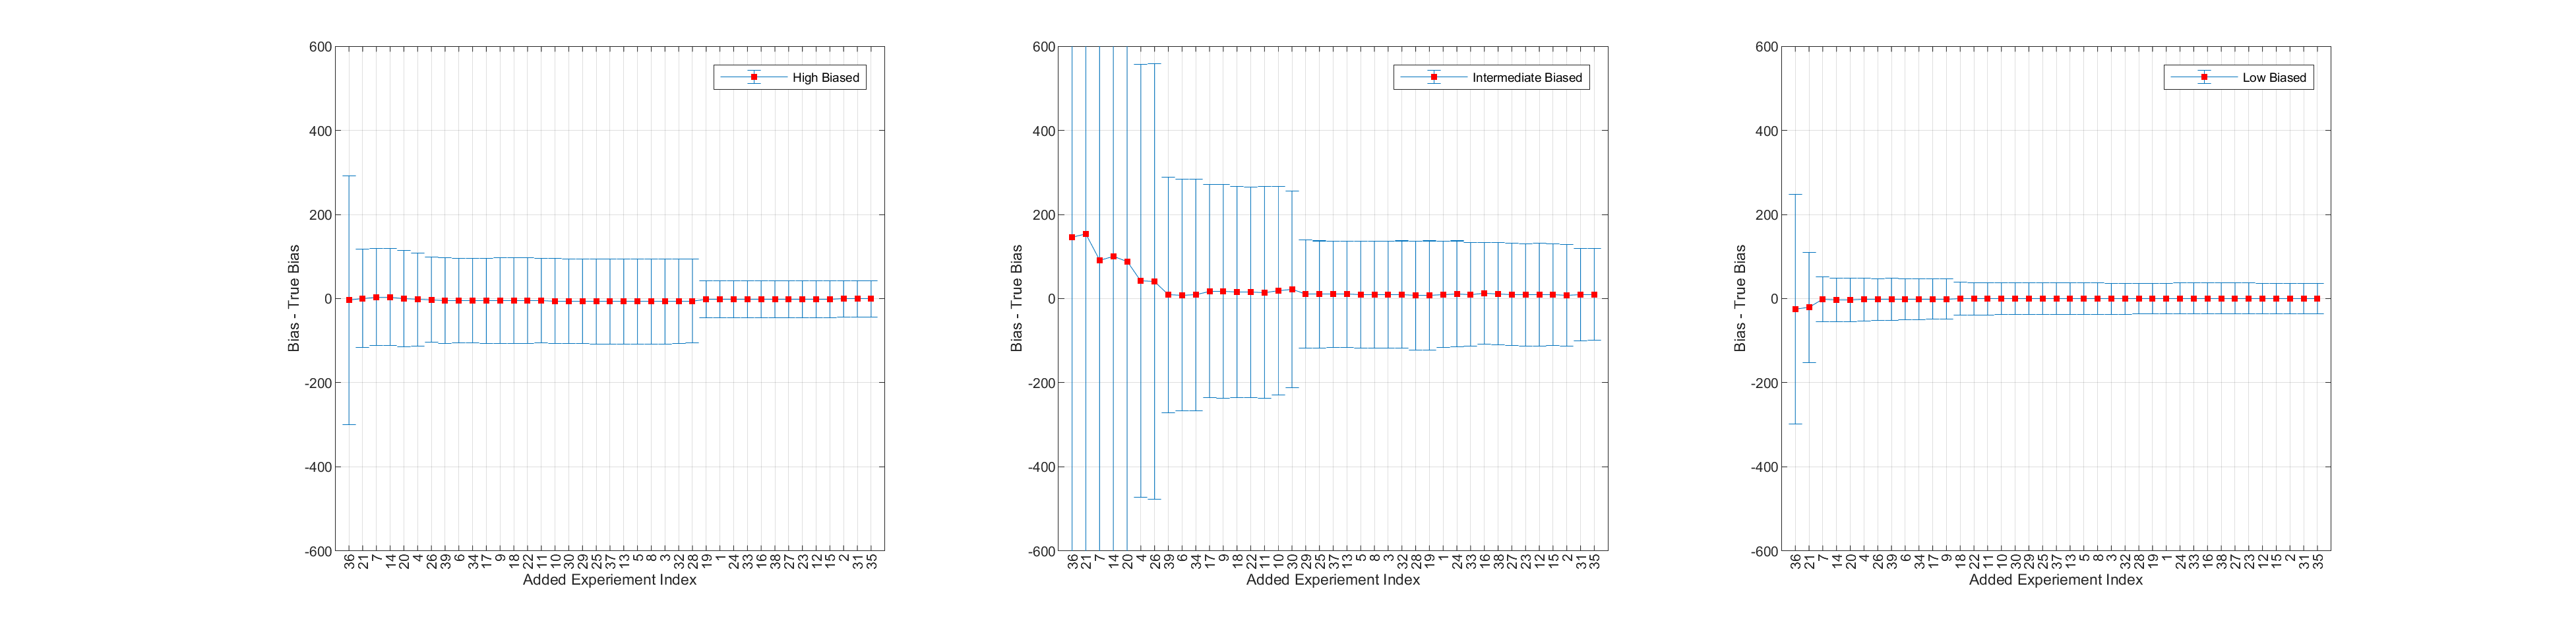 600
400
200
0
-200
-400
-600
Bias - True Bias
High Biased
36 21 7 14 20 4 26 39 6 34 17 9 18 22 11 10 30 29 25 37 13 5 8 3 32 28 19 1 24 33 16 38 27 23 12 15 2 31 35
Added Experiement Index
600
400
200
0
-200
-400
-600
Bias - True Bias
Intermediate Biased
36 21 7 14 20 4 26 39 6 34 17 9 18 22 11 10 30 29 25 37 13 5 8 3 32 28 19 1 24 33 16 38 27 23 12 15 2 31 35
Added Experiement Index
600
400
200
0
-200
-400
-600
Bias - True Bias
Low Biased
36 21 7 14 20 4 26 39 6 34 17 9 18 22 11 10 30 29 25 37 13 5 8 3 32 28 19 1 24 33 16 38 27 23 12 15 2 31 35
Added Experiement Index